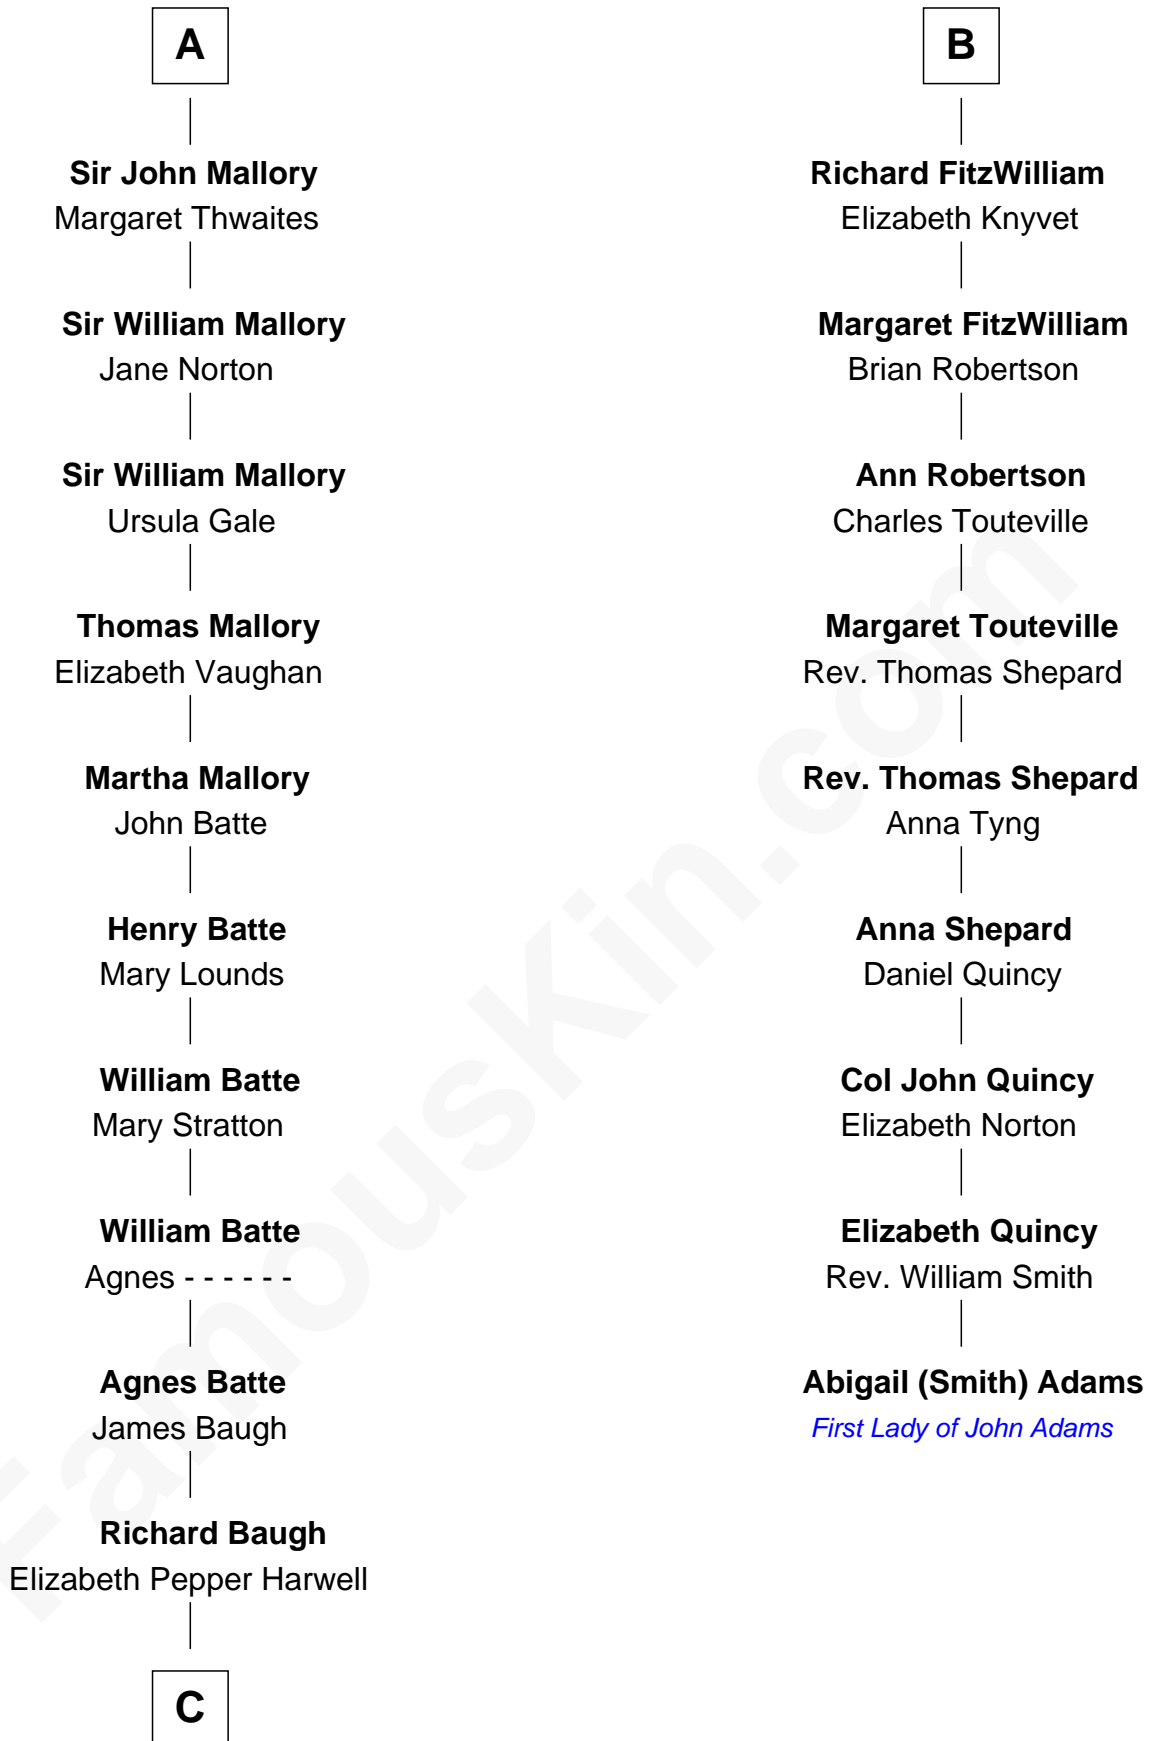 A
Sir John Mallory
Margaret Thwaites
Sir William Mallory
Jane Norton
Sir William Mallory
Ursula Gale
Thomas Mallory
Elizabeth Vaughan
Martha Mallory
John Batte
Henry Batte
Mary Lounds
William Batte
Mary Stratton
William Batte
Agnes - - - - - -
Agnes Batte
James Baugh
Richard Baugh
Elizabeth Pepper Harwell
C
B
Richard FitzWilliam
Elizabeth Knyvet
Margaret FitzWilliam
Brian Robertson
Ann Robertson
Charles Touteville
Margaret Touteville
Rev. Thomas Shepard
Rev. Thomas Shepard
Anna Tyng
Anna Shepard
Daniel Quincy
Col John Quincy
Elizabeth Norton
Elizabeth Quincy
Rev. William Smith
Abigail (Smith) Adams
First Lady of John Adams
FamousKin.com